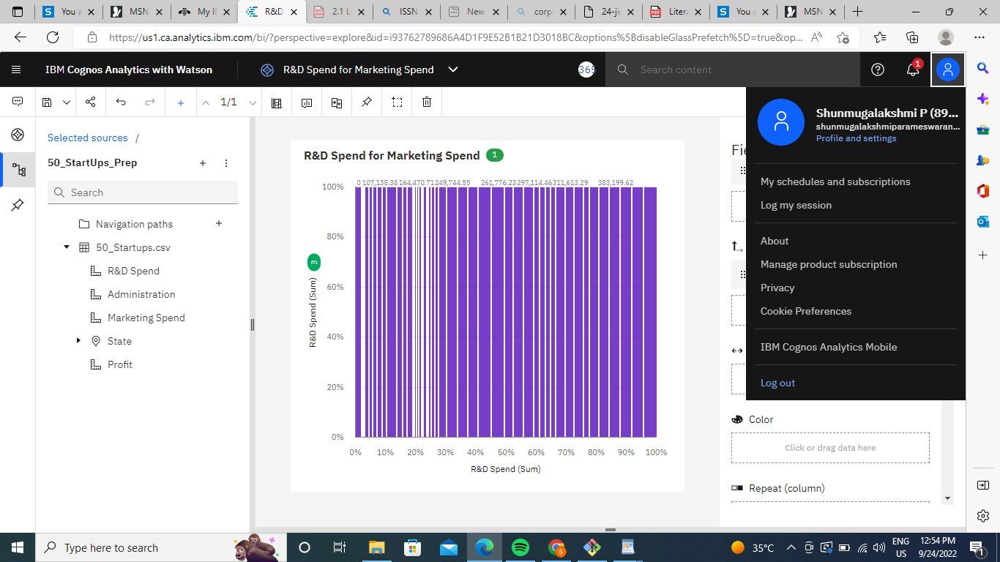 You a
MSN
My li
R&D
2.1 Li
ISSN
New
corp
24-jic
Litera
You a
MSN
https://us1.ca.analytics.ibm.com/bi/?perspective=explore&id=i93762789686A4D1F9E52B1B21D3018BC&options%5BdisableGlassPrefetch%5D=true&op...
IBM Cognos Analytics with Watson
R&D Spend for Marketing Spend
365
Search content
1
1/1
Selected sources /
50_StartUps_Prep
Search
Navigation paths
50_Startups.csv
R&D Spend
Administration
Marketing Spend
State
Profit
R&D Spend for Marketing Spend 1
0 107,138.38 164,470.71 249,744.55 261,776.23 297,114.46 311,613.29 383,199.62
100%
80%
60%
40%
20%
0%
R&D Spend (Sum) 3
0% 10% 20% 30% 40% 50% 60% 70% 80% 90% 100%
R&D Spend (Sum)
Fie
Color
Click or drag data here
Repeat (column)
Shunmugalakshmi P (89...
shunmugalakshmiparameswaran...
Profile and settings
My schedules and subscriptions
Log my session
About
Manage product subscription
Privacy
Cookie Preferences
IBM Cognos Analytics Mobile
Log out
Type here to search
35°C
ENG
US
12:54 PM
9/24/2022
1